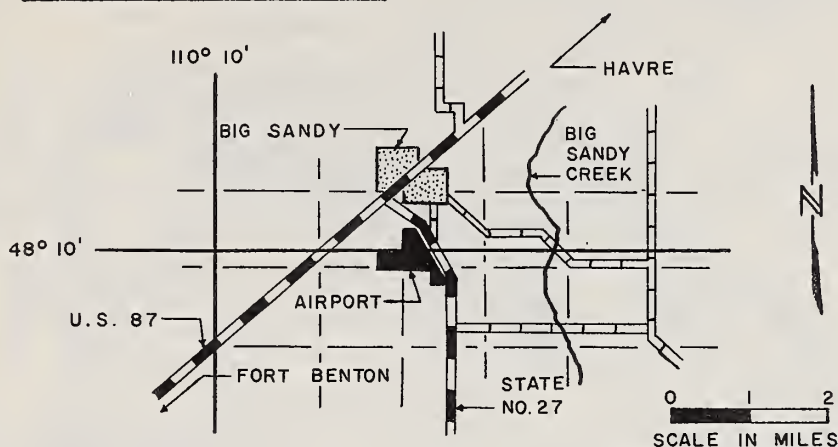 HAVRE
110° 10'
BIG SANDY
BIG
SANDY
CREEK
N
48° 10'
AIRPORT
U.S. 87
FORT BENTON
STATE
NO. 27
0 1 2
SCALE IN MILES